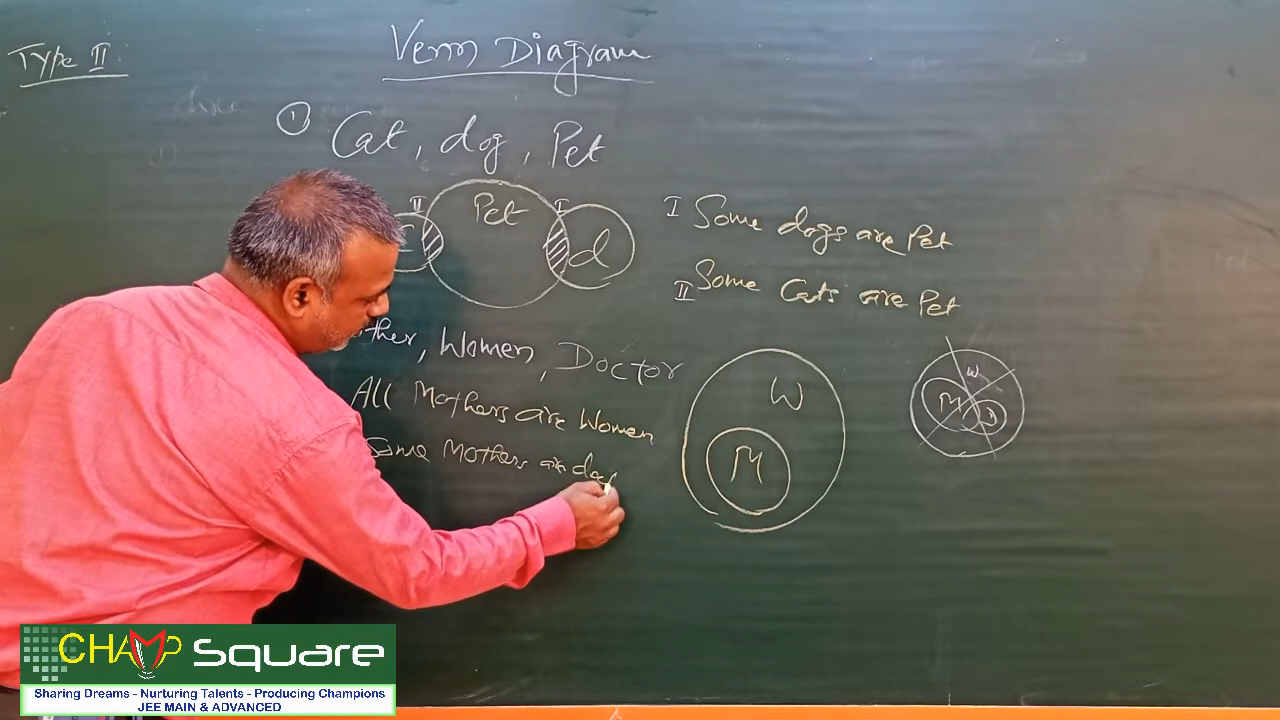 Type II
Venn Diagram
① Cat, dog, Pet
II Pet I d
I Some dogs are Pet
II Some Cats are Pet
ther, Women, Doctor
All Mothers are Women
Some Mothers are
W
M
W
M D
CHAMP Square
Sharing Dreams - Nurturing Talents - Producing Champions
JEE MAIN & ADVANCED